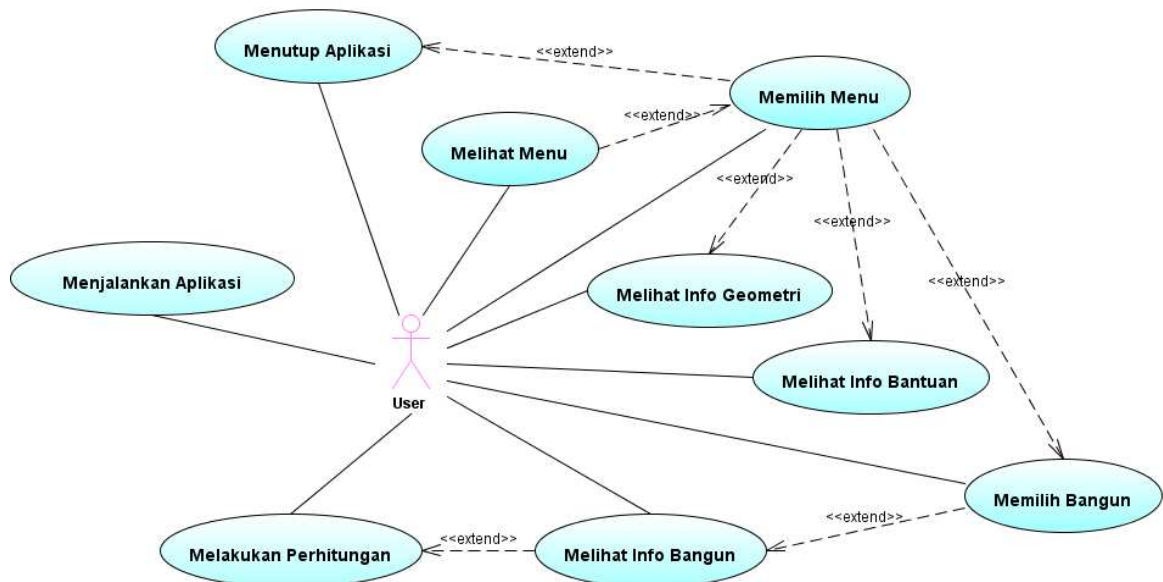 Menutup Aplikasi
<<extend>>
Memilih Menu
<<extend>>
Melihat Menu
<<extend>>
<<extend>>
Menjalankan Aplikasi
Melihat Info Geometri
<<extend>>
Melihat Info Bantuan
User
Memilih Bangun
<<extend>>
Melakukan Perhitungan
<<extend>>
Melihat Info Bangun